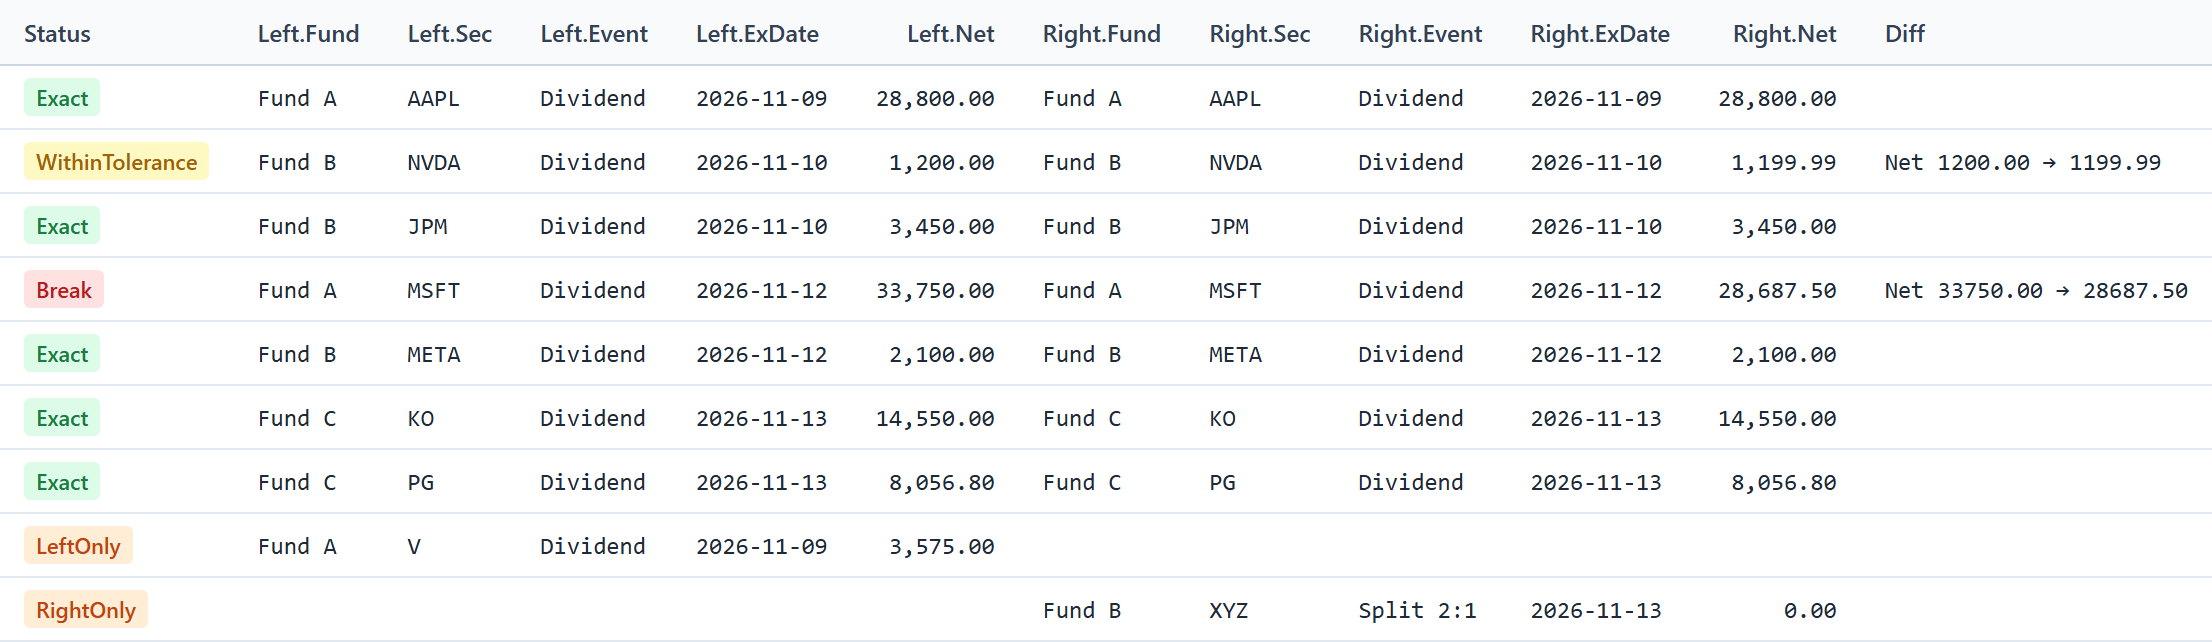 Status Left.Fund Left.Sec Left.Event Left.ExDate Left.Net Right.Fund Right.Sec Right.Event Right.ExDate Right.Net Diff
Exact Fund A AAPL Dividend 2026-11-09 28,800.00 Fund A AAPL Dividend 2026-11-09 28,800.00
WithinTolerance Fund B NVDA Dividend 2026-11-10 1,200.00 Fund B NVDA Dividend 2026-11-10 1,199.99 Net 1200.00 → 1199.99
Exact Fund B JPM Dividend 2026-11-10 3,450.00 Fund B JPM Dividend 2026-11-10 3,450.00
Break Fund A MSFT Dividend 2026-11-12 33,750.00 Fund A MSFT Dividend 2026-11-12 28,687.50 Net 33750.00 → 28687.50
Exact Fund B META Dividend 2026-11-12 2,100.00 Fund B META Dividend 2026-11-12 2,100.00
Exact Fund C KO Dividend 2026-11-13 14,550.00 Fund C KO Dividend 2026-11-13 14,550.00
Exact Fund C PG Dividend 2026-11-13 8,056.80 Fund C PG Dividend 2026-11-13 8,056.80
LeftOnly Fund A V Dividend 2026-11-09 3,575.00
RightOnly Fund B XYZ Split 2:1 2026-11-13 0.00